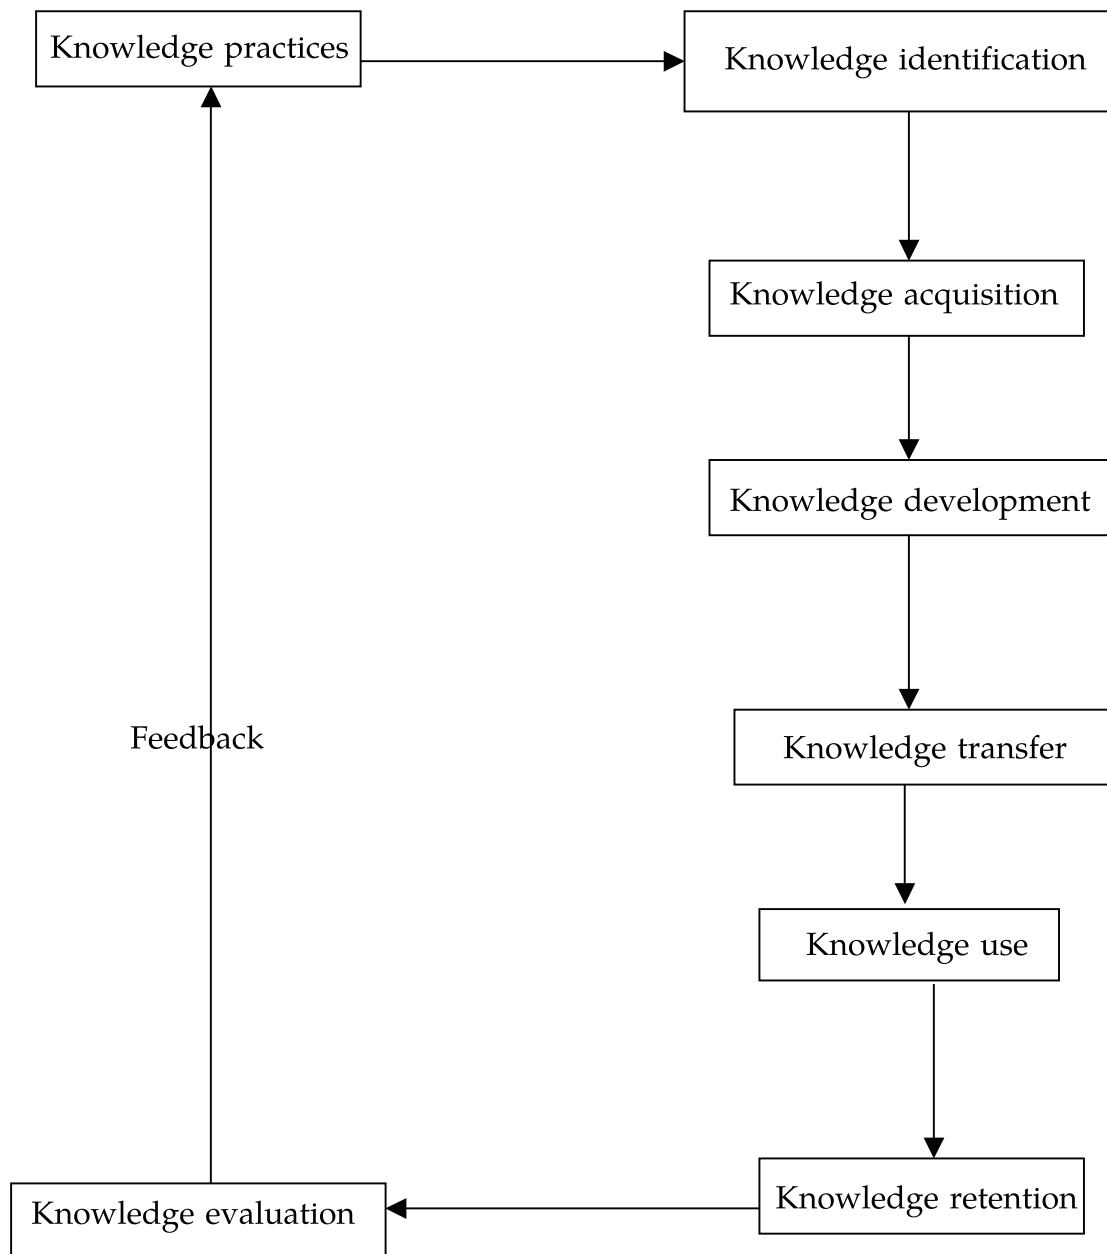 Knowledge practices
Knowledge identification
Knowledge acquisition
Knowledge development
Feedback
Knowledge transfer
Knowledge use
Knowledge retention
Knowledge evaluation